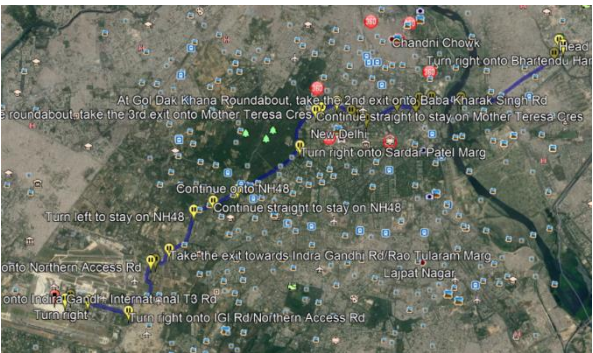 Chandni Chowk
Head
Turn right onto Bhartendu Har
At Gol Dak Khana Roundabout, take the 2nd exit onto Baba Kharak Singh Rd
e roundabout, take the 3rd exit onto Mother Teresa Cres
Continue straight to stay on Mother Teresa Cres
New Delhi
Turn right onto Sardar Patel Marg
Continue onto NH48
Continue straight to stay on NH48
Turn left to stay on NH48
Take the exit towards Indira Gandhi Rd/Rao Tularam Marg
onto Northern Access Rd
Lajpat Nagar
onto Indira Gandhi International T3 Rd
Turn right
Turn right onto IGI Rd/Northern Access Rd